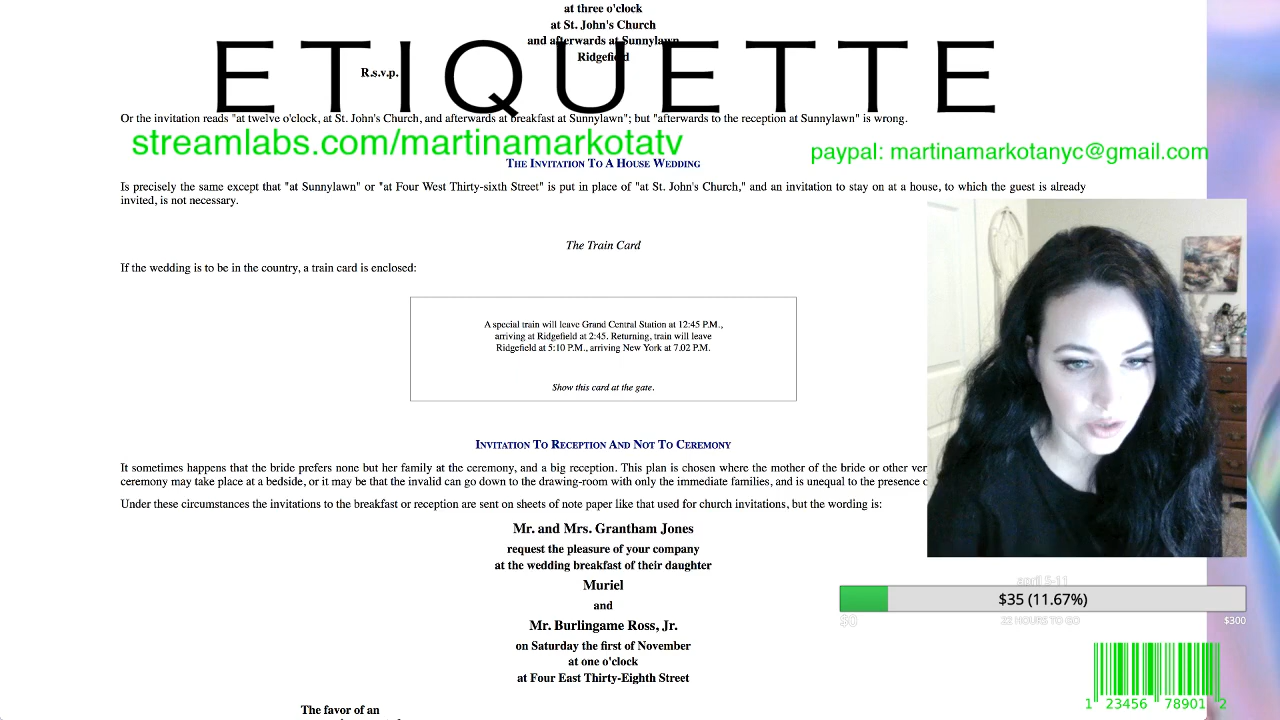 at three o'clock
at St. John's Church
and afterwards at Sunnylawn
Ridgefield
R.s.v.p.
ETIQUETTE
Or the invitation reads "at twelve o'clock, at St. John's Church, and afterwards at breakfast at Sunnylawn"; but "afterwards to the reception at Sunnylawn" is wrong.
streamlabs.com/martinamarkotatv
paypal: martinamarkotanyc@gmail.com
THE INVITATION TO A HOUSE WEDDING
Is precisely the same except that "at Sunnylawn" or "at Four West Thirty-sixth Street" is put in place of "at St. John's Church," and an invitation to stay on at a house, to which the guest is already
invited, is not necessary.
The Train Card
If the wedding is to be in the country, a train card is enclosed:
A special train will leave Grand Central Station at 12:45 P.M.,
arriving at Ridgefield at 2:45. Returning, train will leave
Ridgefield at 5:10 P.M., arriving New York at 7.02 P.M.
Show this card at the gate.
INVITATION TO RECEPTION AND NOT TO CEREMONY
It sometimes happens that the bride prefers none but her family at the ceremony, and a big reception. This plan is chosen where the mother of the bride or other
ceremony may take place at a bedside, or it may be that the invalid can go down to the drawing-room with only the immediate families, and is unequal to the presence
Under these circumstances the invitations to the breakfast or reception are sent on sheets of note paper like that used for church invitations, but the wording is:
Mr. and Mrs. Grantham Jones
request the pleasure of your company
at the wedding breakfast of their daughter
Muriel
and
Mr. Burlingame Ross, Jr.
on Saturday the first of November
at one o'clock
at Four East Thirty-Eighth Street
The favor of an
april 5-11
$35 (11.67%)
$0
22 HOURS TO GO
$300
1 23456 78901 2